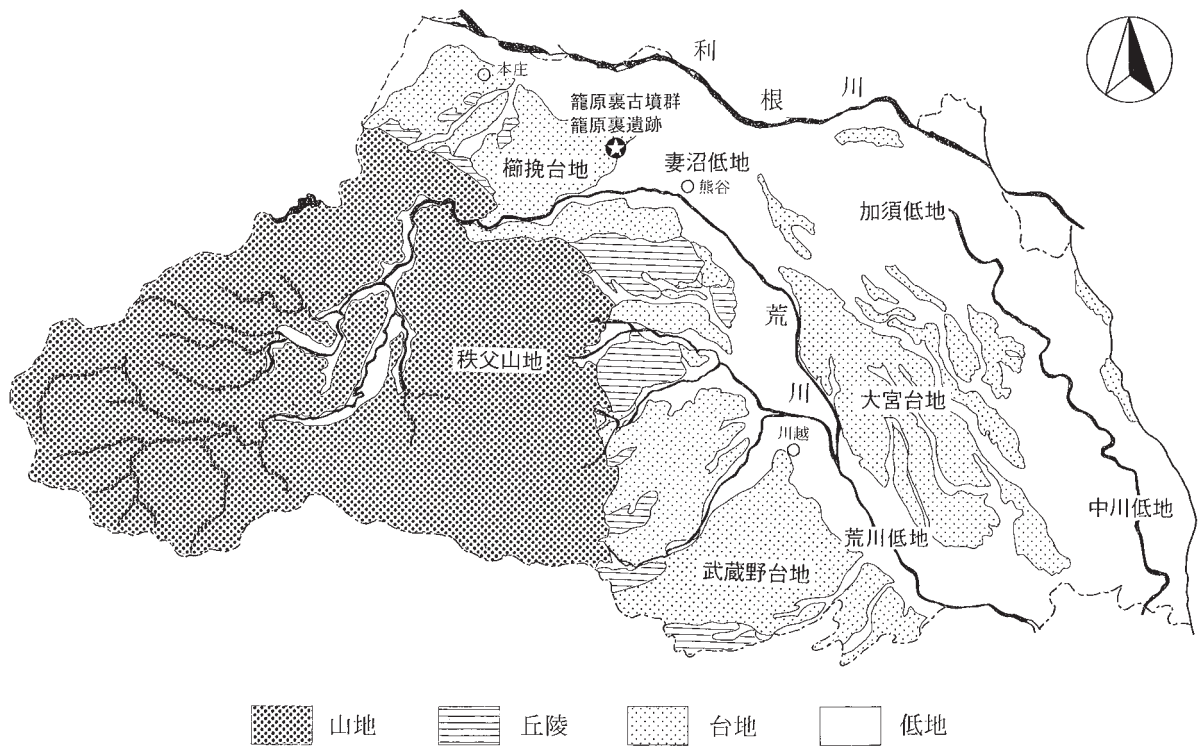 利根川
本庄
籠原裏古墳群
籠原裏遺跡
櫛挽台地
妻沼低地
熊谷
加須低地
荒川
秩父山地
大宮台地
川越
中川低地
荒川低地
武蔵野台地
山地
丘陵
台地
低地